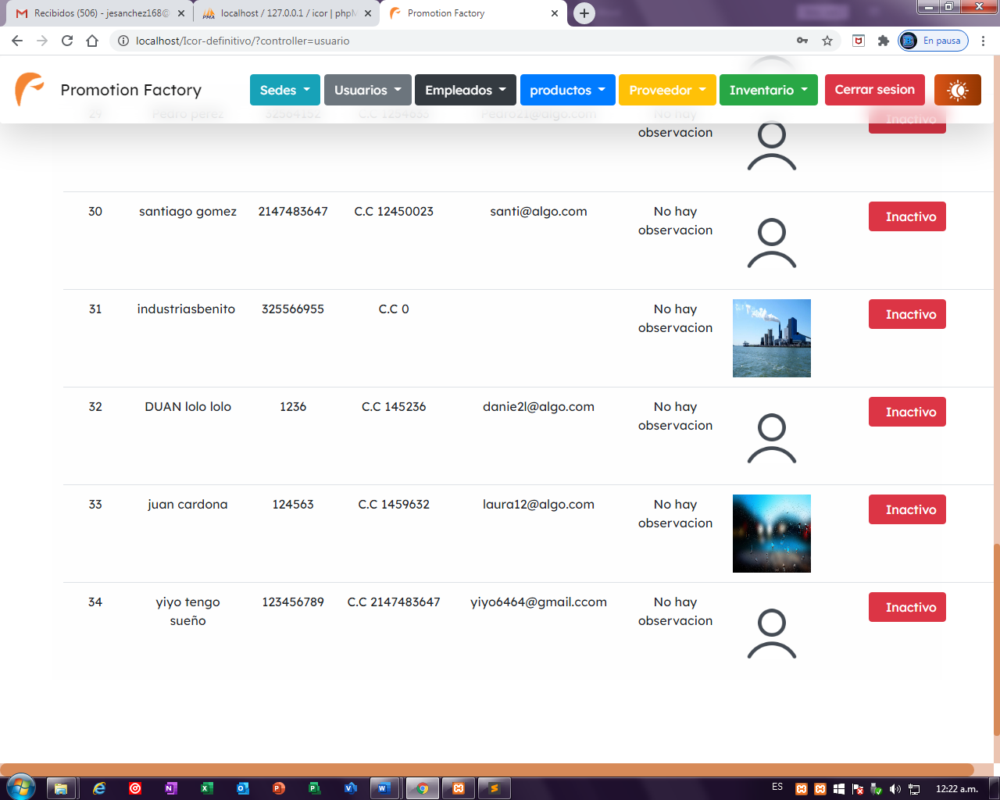 Recibidos (506) - jesanchez168@
localhost / 127.0.0.1 / icor | phpM
Promotion Factory
localhost/Icor-definitivo/?controller=usuario
En pausa
Promotion Factory
Sedes
Usuarios
Empleados
productos
Proveedor
Inventario
Cerrar sesion
29 Pedro perez 32564152 C.C 1254653 Pedro21@algo.com No hay
observacion
Inactivo
30 santiago gomez 2147483647 C.C 12450023 santi@algo.com No hay
observacion
Inactivo
31 industriasbenito 325566955 C.C 0 No hay
observacion
Inactivo
32 DUAN lolo lolo 1236 C.C 145236 danie2l@algo.com No hay
observacion
Inactivo
33 juan cardona 124563 C.C 1459632 laura12@algo.com No hay
observacion
Inactivo
34 yiyo tengo
sueño
123456789 C.C 2147483647 yiyo6464@gmail.ccom No hay
observacion
Inactivo
ES
12:22 a.m.